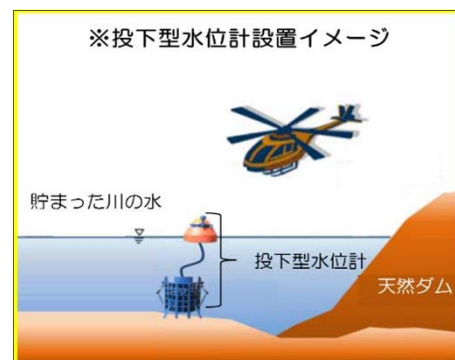 ※投下型水位計設置イメージ
貯まった川の水
投下型水位計
天然ダム